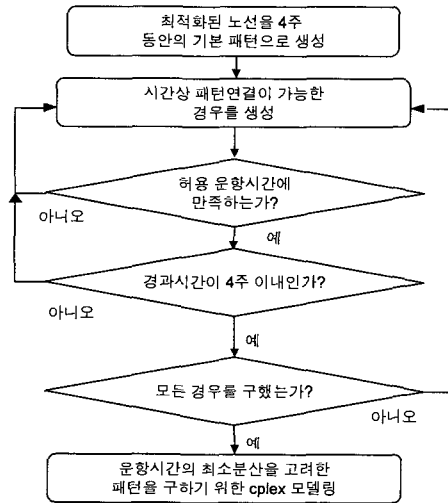 최적화된 노선을 4주
동안의 기본 패턴으로 생성
시간상 패턴연결이 가능한
경우를 생성
허용 운항시간에
만족하는가?
아니오
예
경과시간이 4주 이내인가?
아니오
예
모든 경우를 구했는가?
아니오
예
운항시간의 최소분산을 고려한
패턴을 구하기 위한 cplex 모델링